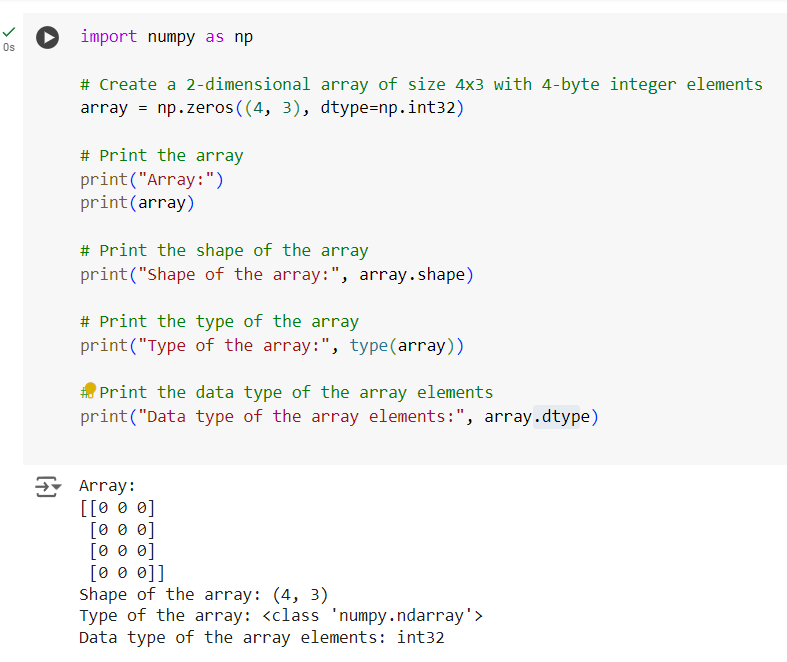 0s
import numpy as np
# Create a 2-dimensional array of size 4x3 with 4-byte integer elements
array = np.zeros((4, 3), dtype=np.int32)
# Print the array
print("Array:")
print(array)
# Print the shape of the array
print("Shape of the array:", array.shape)
# Print the type of the array
print("Type of the array:", type(array))
# Print the data type of the array elements
print("Data type of the array elements:", array.dtype)
Array:
[[0 0 0]
 [0 0 0]
 [0 0 0]
 [0 0 0]]
Shape of the array: (4, 3)
Type of the array: <class 'numpy.ndarray'>
Data type of the array elements: int32